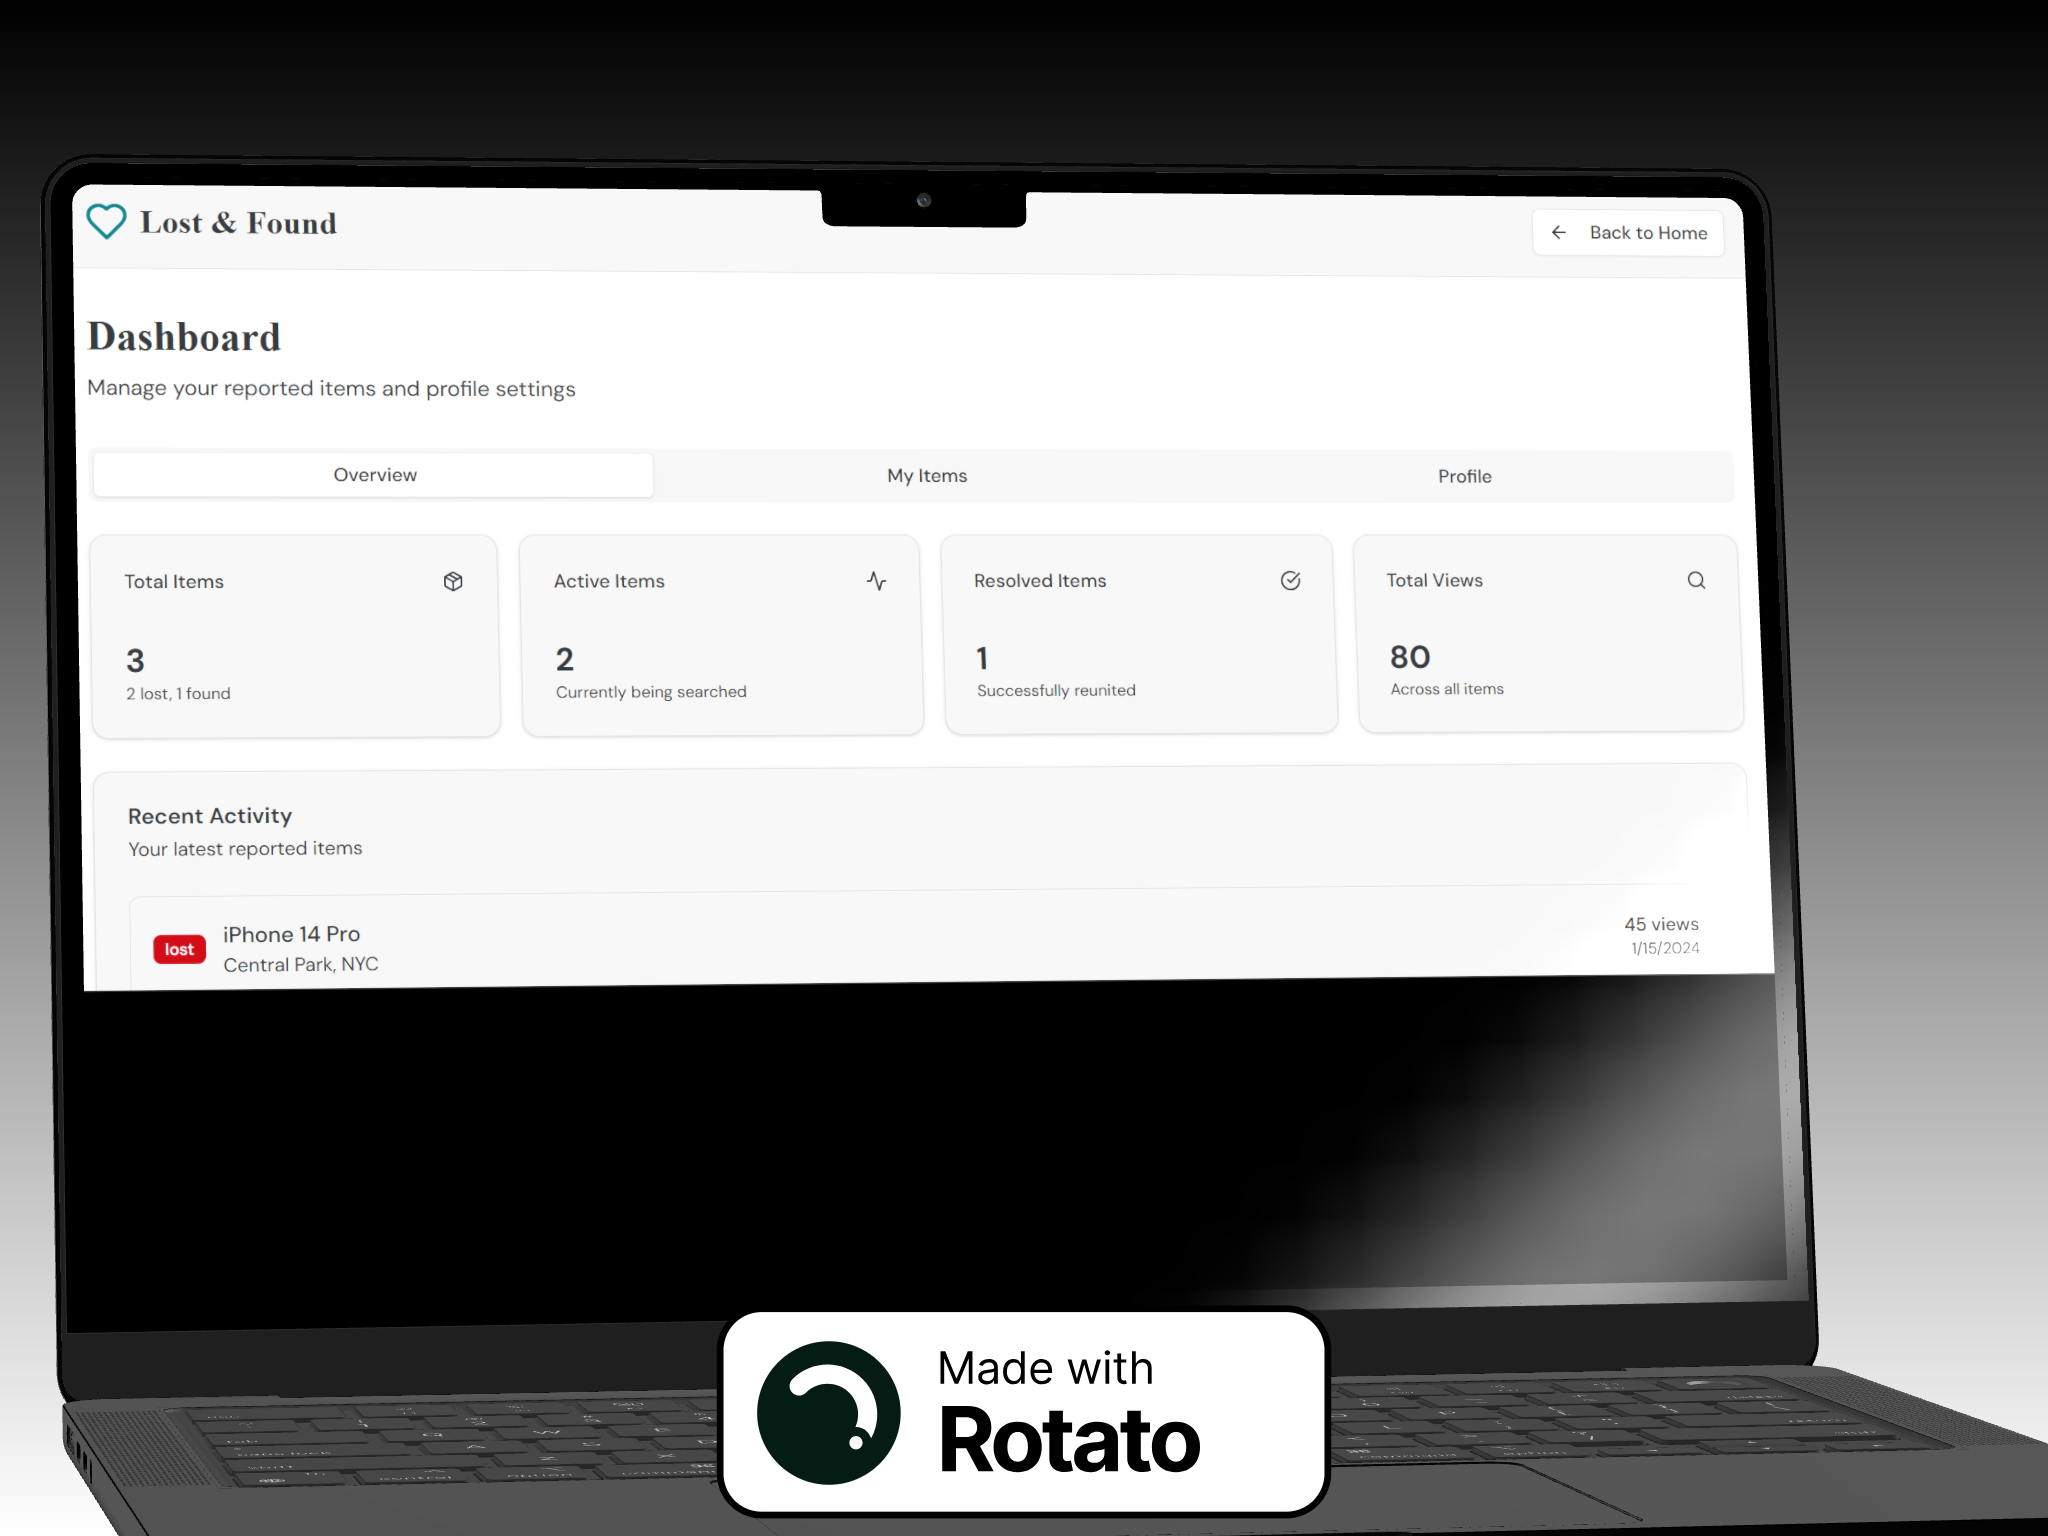 Lost & Found
Back to Home
Dashboard
Manage your reported items and profile settings
Overview
My Items
Profile
Total Items
3
2 lost, 1 found
Active Items
2
Currently being searched
Resolved Items
1
Successfully reunited
Total Views
80
Across all items
Recent Activity
Your latest reported items
lost
iPhone 14 Pro
Central Park, NYC
45 views
1/15/2024
Made with
Rotato